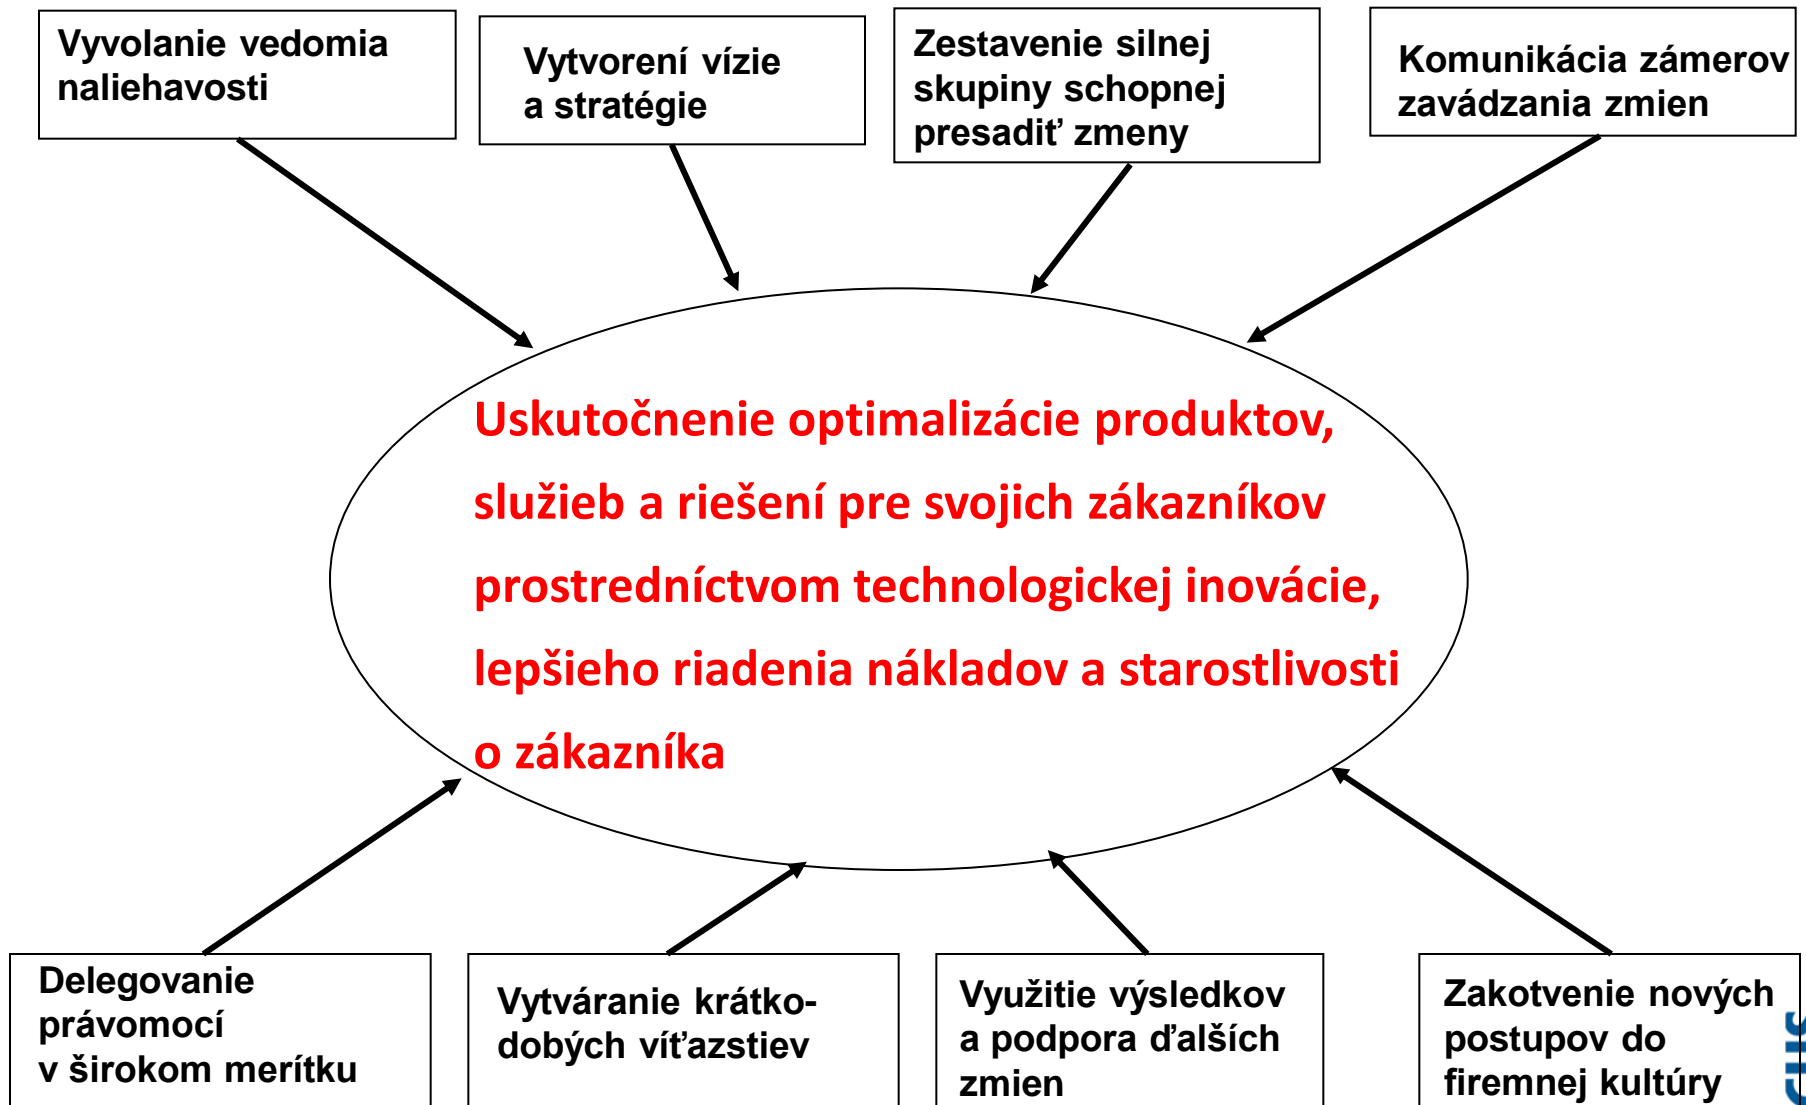 Vyvolanie vedomia
naliehavosti
Vytvorení vízie
a stratégie
Zestavenie silnej
skupiny schopnej
presadiť zmeny
Komunikácia zámerov
zavádzania zmien
Uskutočnenie optimalizácie produktov,
služieb a riešení pre svojich zákazníkov
prostredníctvom technologickej inovácie,
lepšieho riadenia nákladov a starostlivosti
o zákazníka
Delegovanie
právomocí
v širokom merítku
Vytváranie krátko-
dobých víťazstiev
Využitie výsledkov
a podpora ďalších
zmien
Zakotvenie nových
postupov do
firemnej kultúry